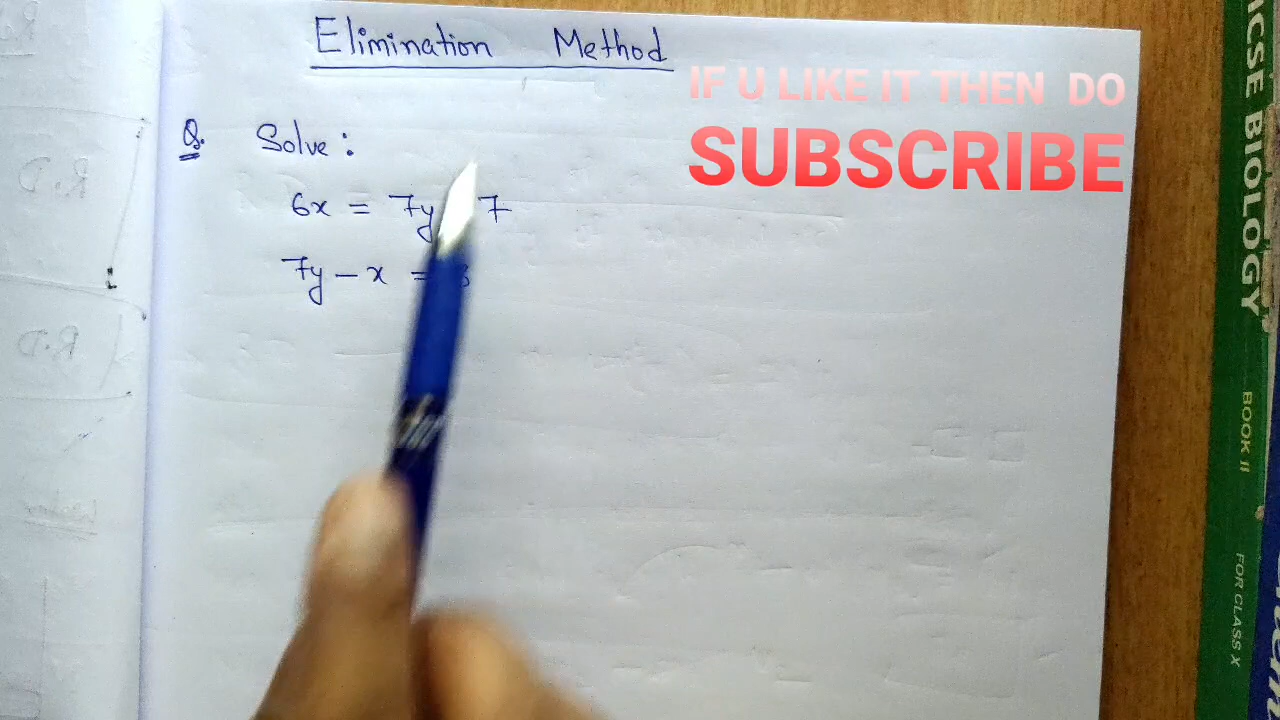 Elimination Method
IF U LIKE IT THEN DO
SUBSCRIBE
Q. Solve:
6x = 7y 7
7y - x =
ICSE BIOLOGY
BOOK II
FOR CLASS X